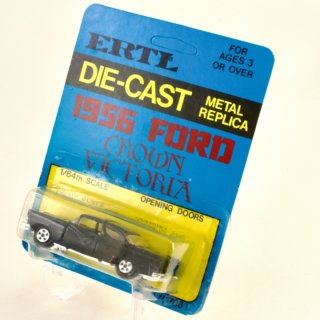 ERTL
FOR
AGES 3
OR OVER
DIE-CAST
METAL
REPLICA
1956 FORD
CROWN
VICTORIA
1/64th SCALE
OPENING DOORS